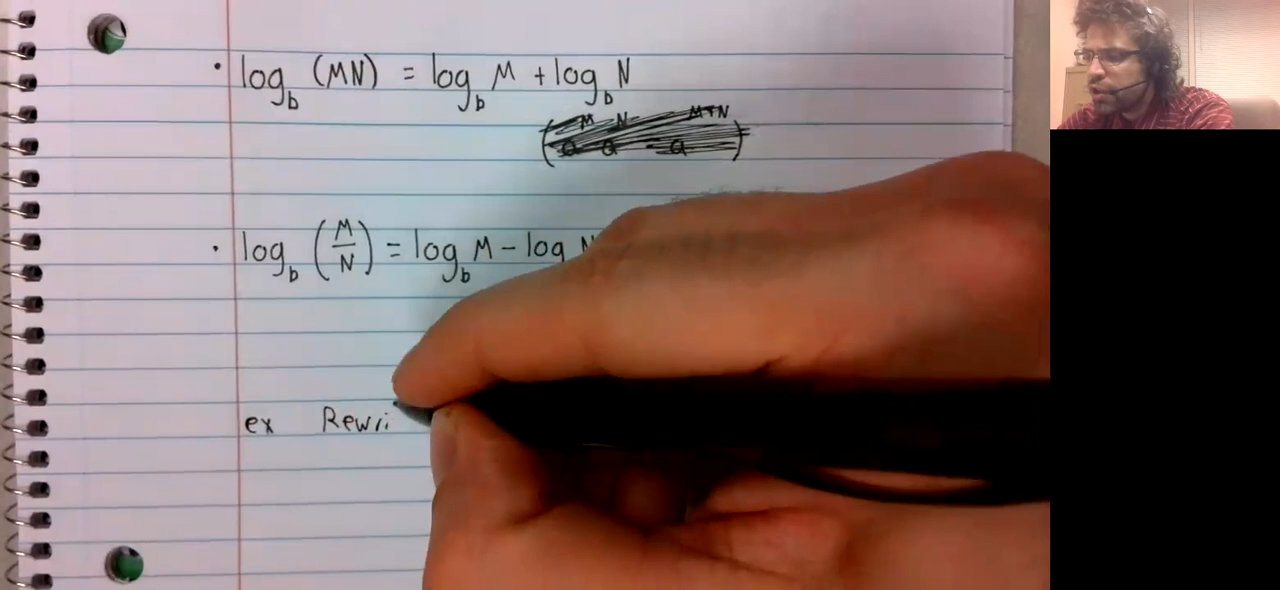 • log_b (MN) = log_b M + log_b N
• log_b (M/N) = log_b M - log
ex Rewri